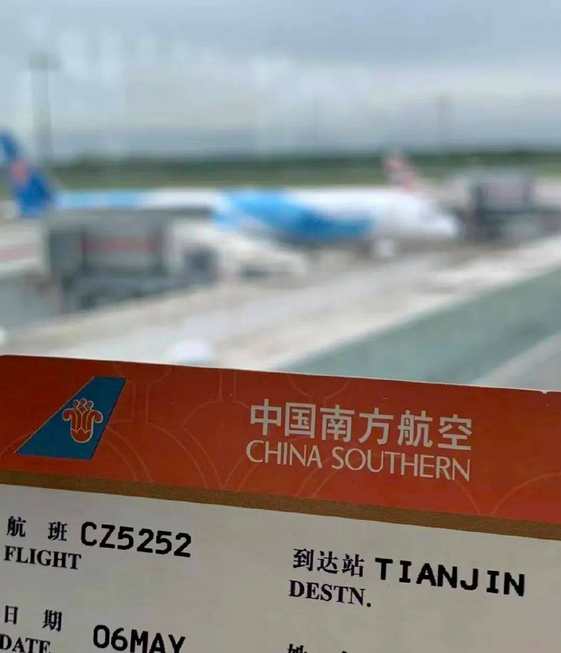 中国南方航空
CHINA SOUTHERN
航 班 CZ5252
FLIGHT
到达站 TIANJIN
DESTN.
日 期 06MAY
DATE